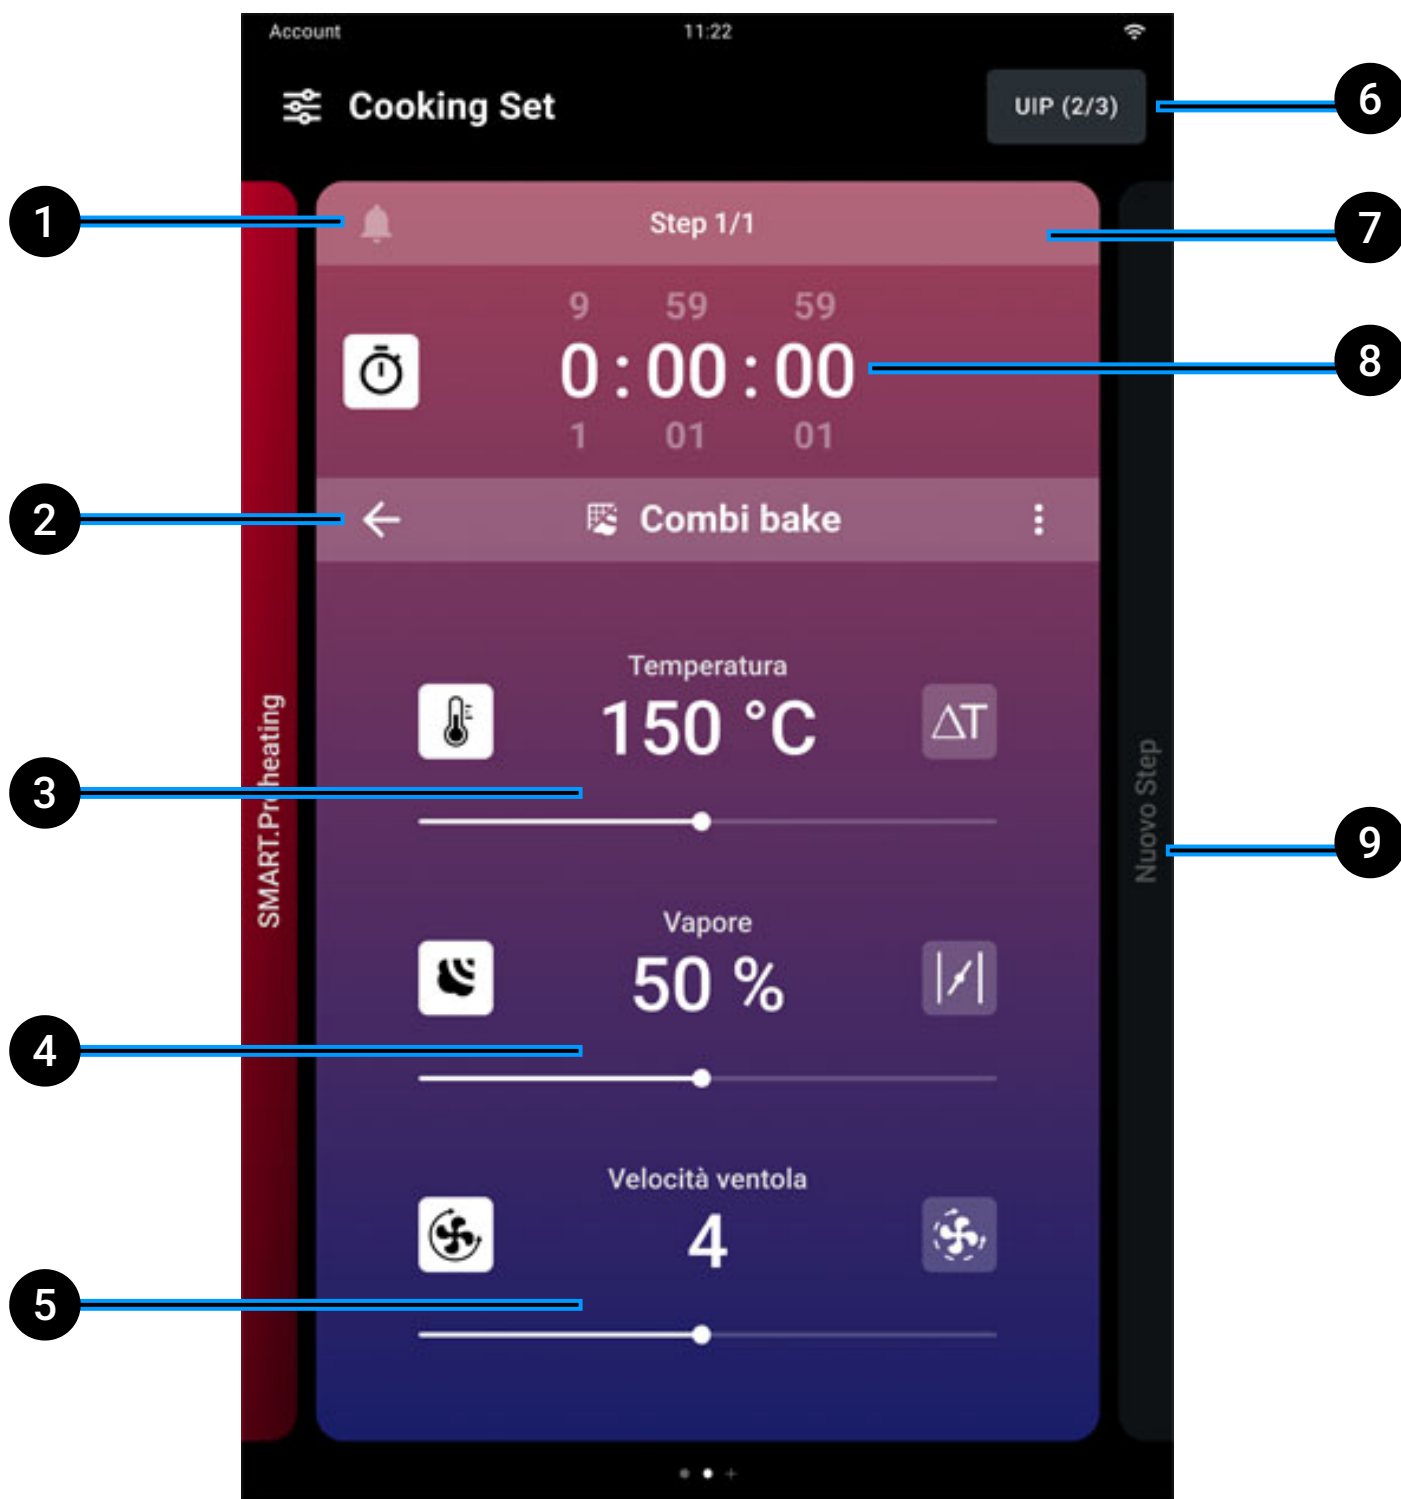 Account 11:22
Cooking Set UIP (2/3)
6
1
Step 1/1
7
9 59 59
0 : 00 : 00
8
1 01 01
2
Combi bake
Temperatura
150 °C ΔT
3
SMART.Preheating
Nuovo Step
9
Vapore
50 %
4
Velocità ventola
4
5